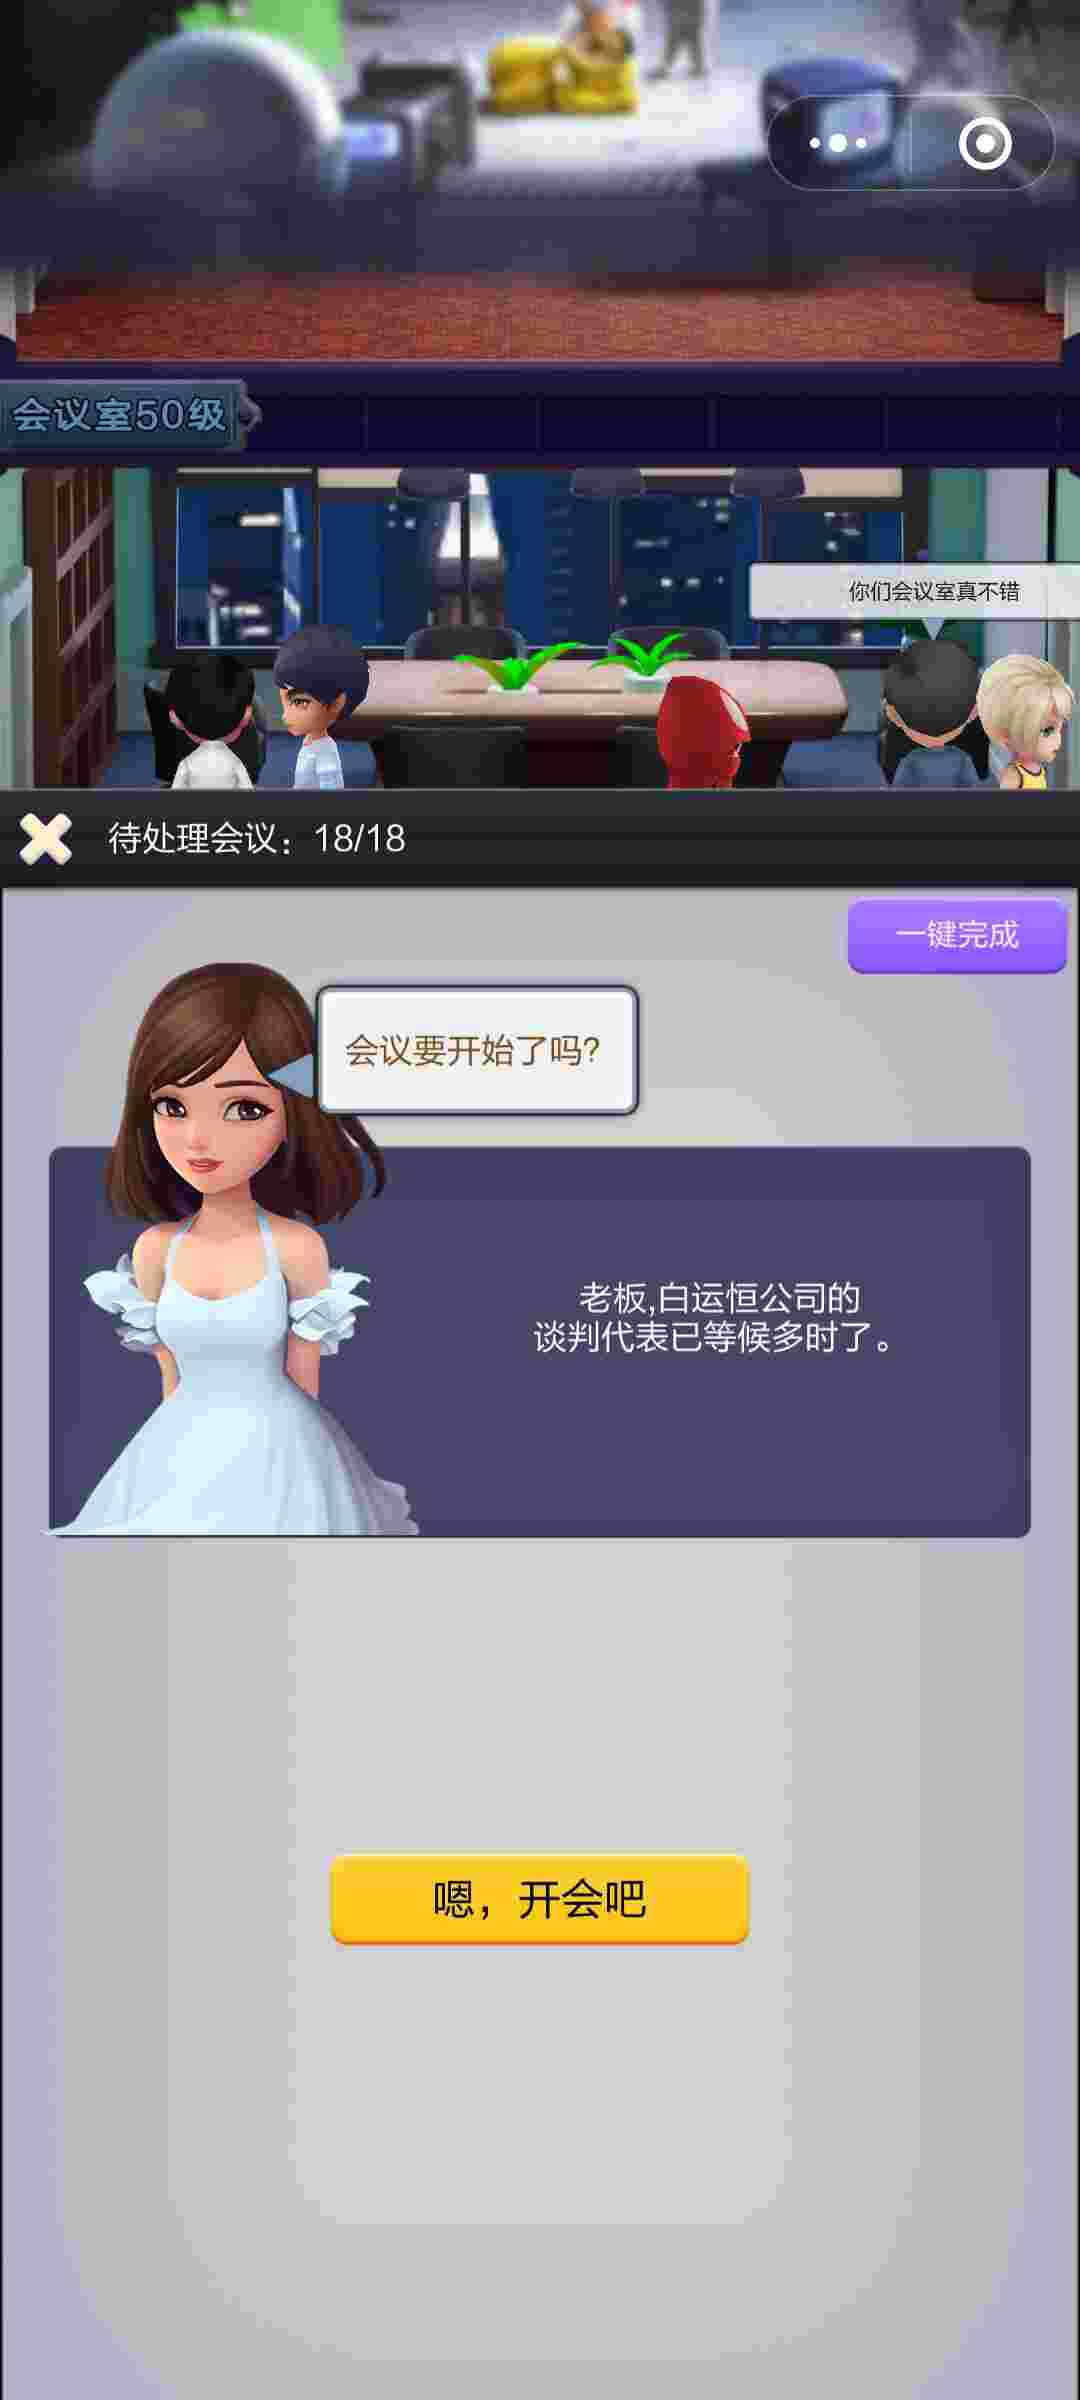 会议室50级
你们会议室真不错
待处理会议：18/18
一键完成
会议要开始了吗?
老板,白运恒公司的
谈判代表已等候多时了。
嗯，开会吧